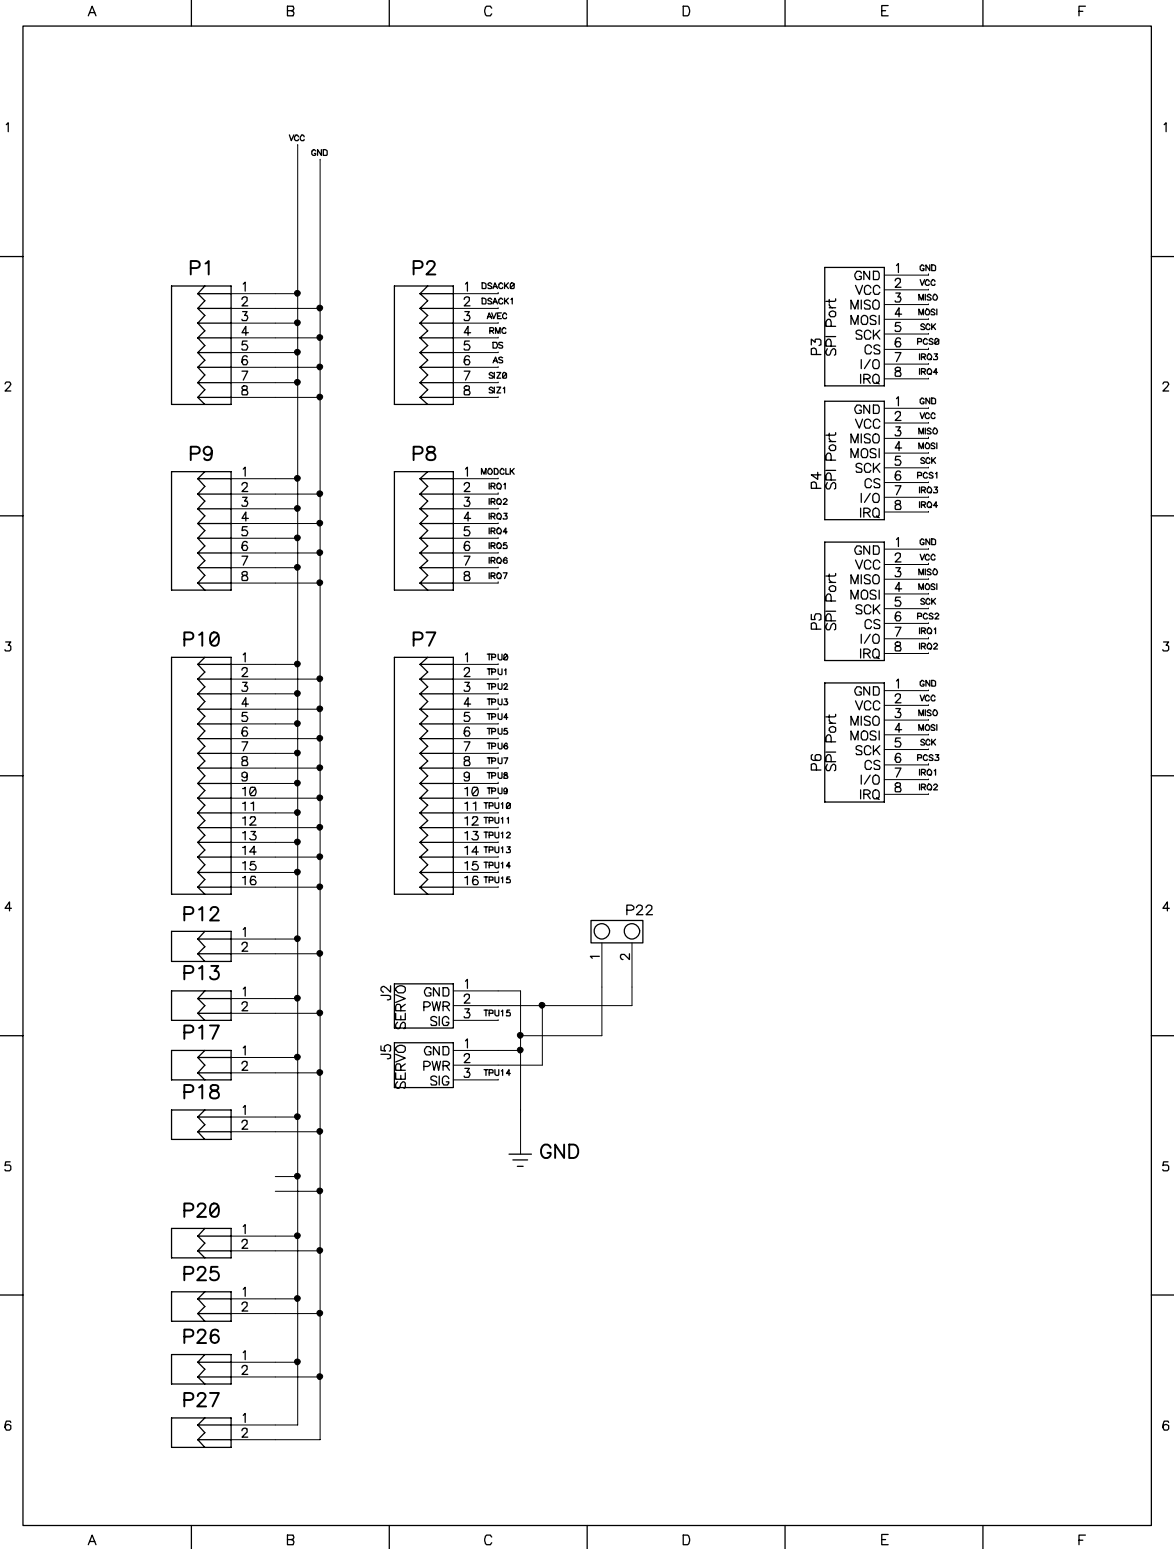 A B C D E F
1 1
VCC
GND
P1
1
2
3
4
5
6
7
8
P2
1 DSACK0
2 DSACK1
3 AVEC
4 RMC
5 DS
6 AS
7 SIZ0
8 SIZ1
P3
SPI Port
GND 1 GND
VCC 2 VCC
MISO 3 MISO
MOSI 4 MOSI
SCK 5 SCK
CS 6 PCS0
I/O 7 IRQ3
IRQ 8 IRQ4
2 2
P4
SPI Port
GND 1 GND
VCC 2 VCC
MISO 3 MISO
MOSI 4 MOSI
SCK 5 SCK
CS 6 PCS1
I/O 7 IRQ3
IRQ 8 IRQ4
P9
1
2
3
4
5
6
7
8
P8
1 MODCLK
2 IRQ1
3 IRQ2
4 IRQ3
5 IRQ4
6 IRQ5
7 IRQ6
8 IRQ7
P5
SPI Port
GND 1 GND
VCC 2 VCC
MISO 3 MISO
MOSI 4 MOSI
SCK 5 SCK
CS 6 PCS2
I/O 7 IRQ1
IRQ 8 IRQ2
3 3
P10
1
2
3
4
5
6
7
8
9
10
11
12
13
14
15
16
P7
1 TPU0
2 TPU1
3 TPU2
4 TPU3
5 TPU4
6 TPU5
7 TPU6
8 TPU7
9 TPU8
10 TPU9
11 TPU10
12 TPU11
13 TPU12
14 TPU13
15 TPU14
16 TPU15
P6
SPI Port
GND 1 GND
VCC 2 VCC
MISO 3 MISO
MOSI 4 MOSI
SCK 5 SCK
CS 6 PCS3
I/O 7 IRQ1
IRQ 8 IRQ2
4 4
P12
1
2
P22
1 2
P13
1
2
J2
SERVO
GND 1
PWR 2
SIG 3 TPU15
P17
1
2
J5
SERVO
GND 1
PWR 2
SIG 3 TPU14
P18
1
2
GND
5 5
P20
1
2
P25
1
2
P26
1
2
P27
1
2
6 6
A B C D E F